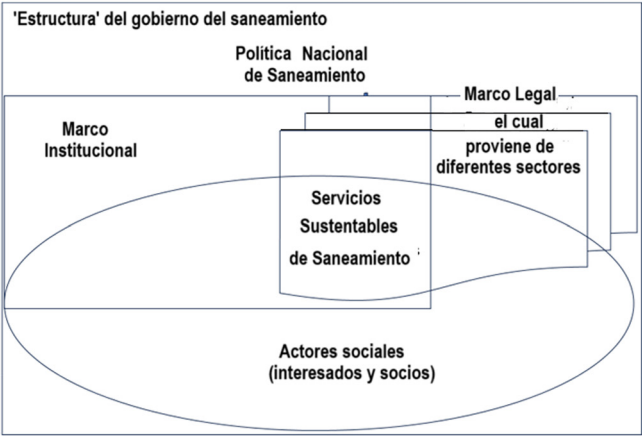 'Estructura' del gobierno del saneamiento
Politica Nacional
de Saneamiento
Marco Legal
el cual
proviene de
diferentes sectores
Marco
Institucional
Servicios
Sustentables
de Saneamiento
Actores sociales
(interesados y socios)